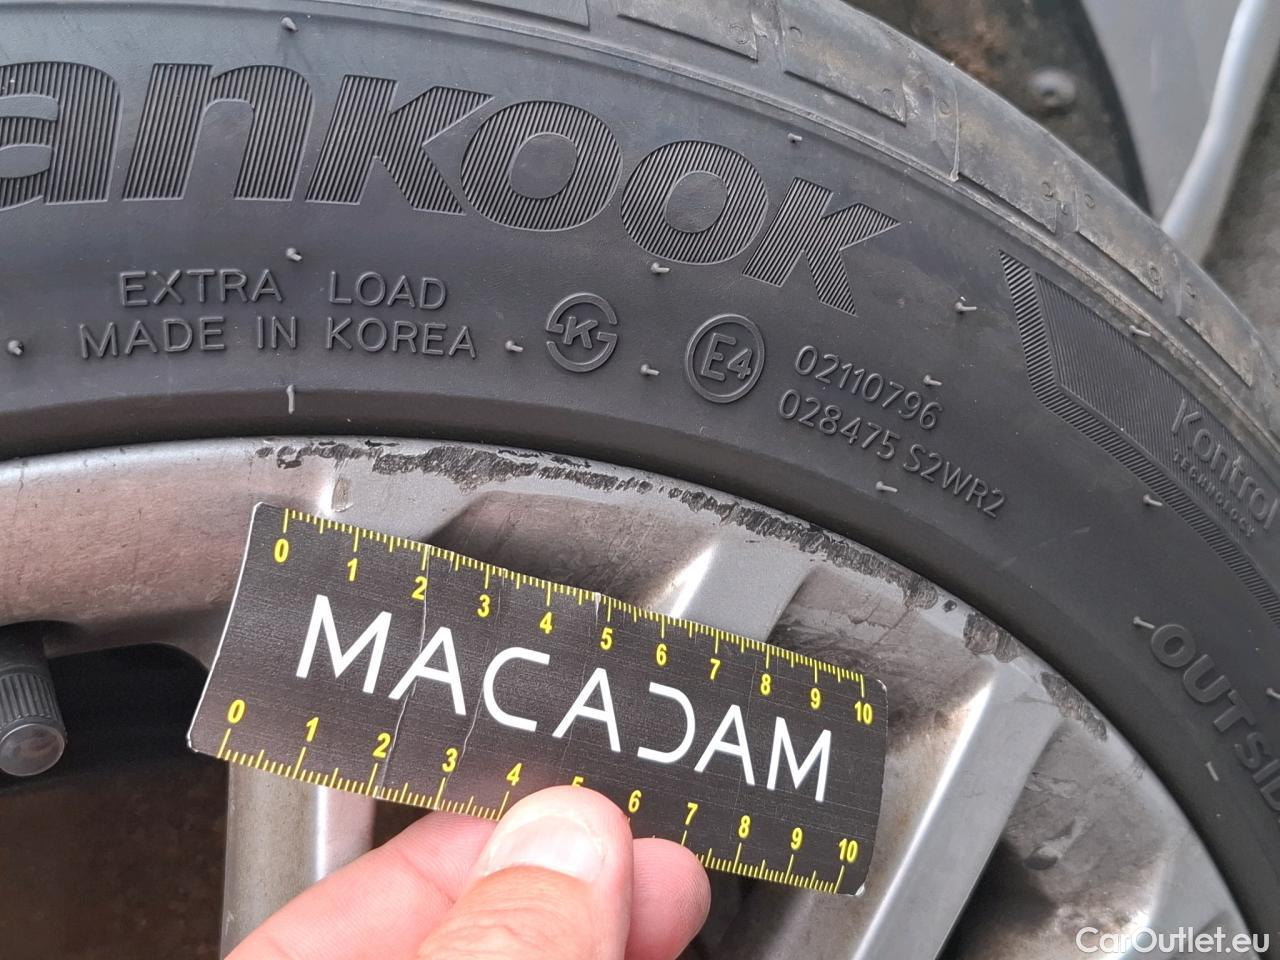 ankook
EXTRA LOAD
MADE IN KOREA
K
E4
02110796
028475 S2WR2
Kontrol
TECHNOLOGY
OUTSID
0 1 2 3 4 5 6 7 8 9 10
MACADAM
0 1 2 3 4 5 6 7 8 9 10
CarOutlet.eu